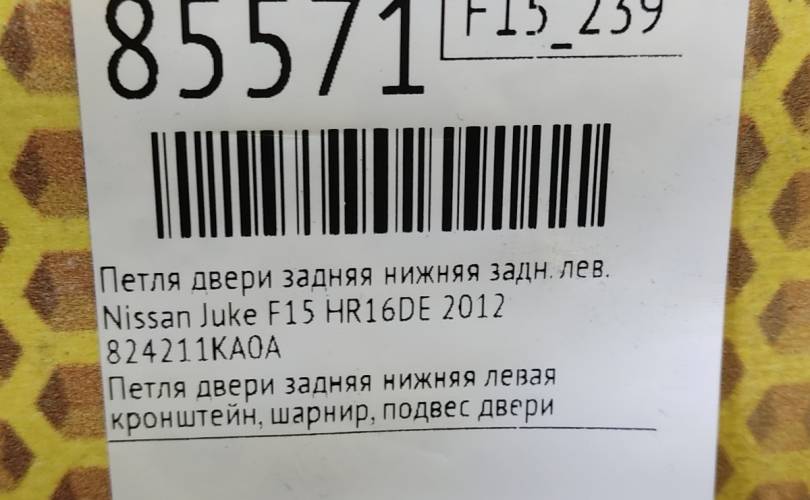 85571
F15_239
Петля двери задняя нижняя задн. лев.
Nissan Juke F15 HR16DE 2012
824211KA0A
Петля двери задняя нижняя левая
кронштейн, шарнир, подвес двери